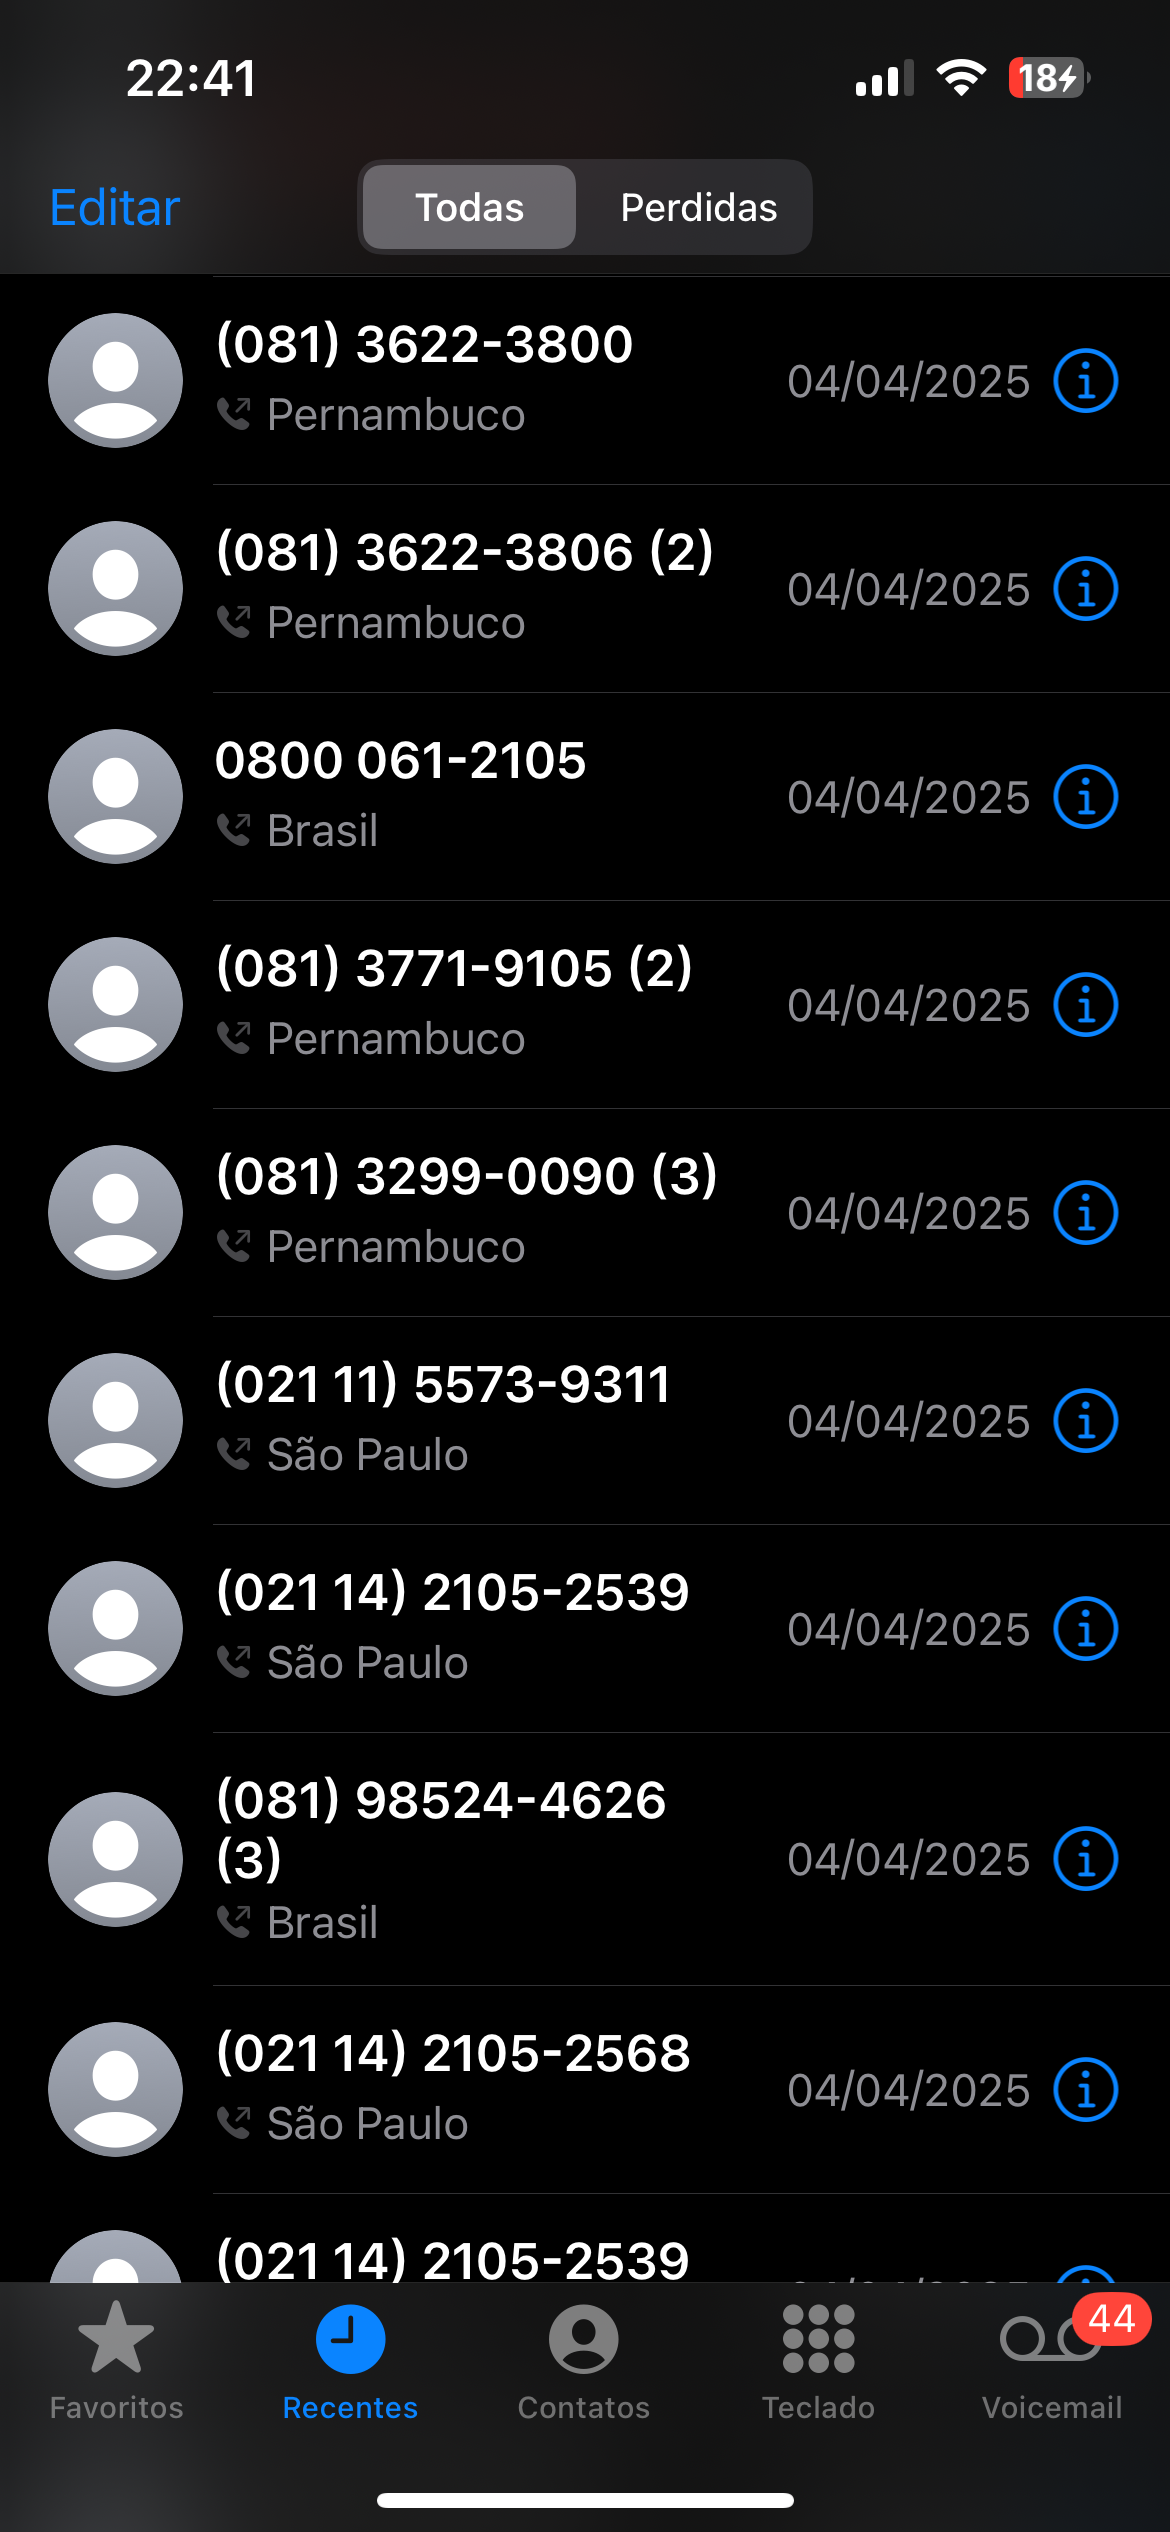 22:41
18
Editar
Todas
Perdidas
(081) 3622-3800
04/04/2025
Pernambuco
(081) 3622-3806 (2)
04/04/2025
Pernambuco
0800 061-2105
04/04/2025
Brasil
(081) 3771-9105 (2)
04/04/2025
Pernambuco
(081) 3299-0090 (3)
04/04/2025
Pernambuco
(021 11) 5573-9311
04/04/2025
São Paulo
(021 14) 2105-2539
04/04/2025
São Paulo
(081) 98524-4626
(3)
04/04/2025
Brasil
(021 14) 2105-2568
04/04/2025
São Paulo
(021 14) 2105-2539
44
Favoritos
Recentes
Contatos
Teclado
Voicemail